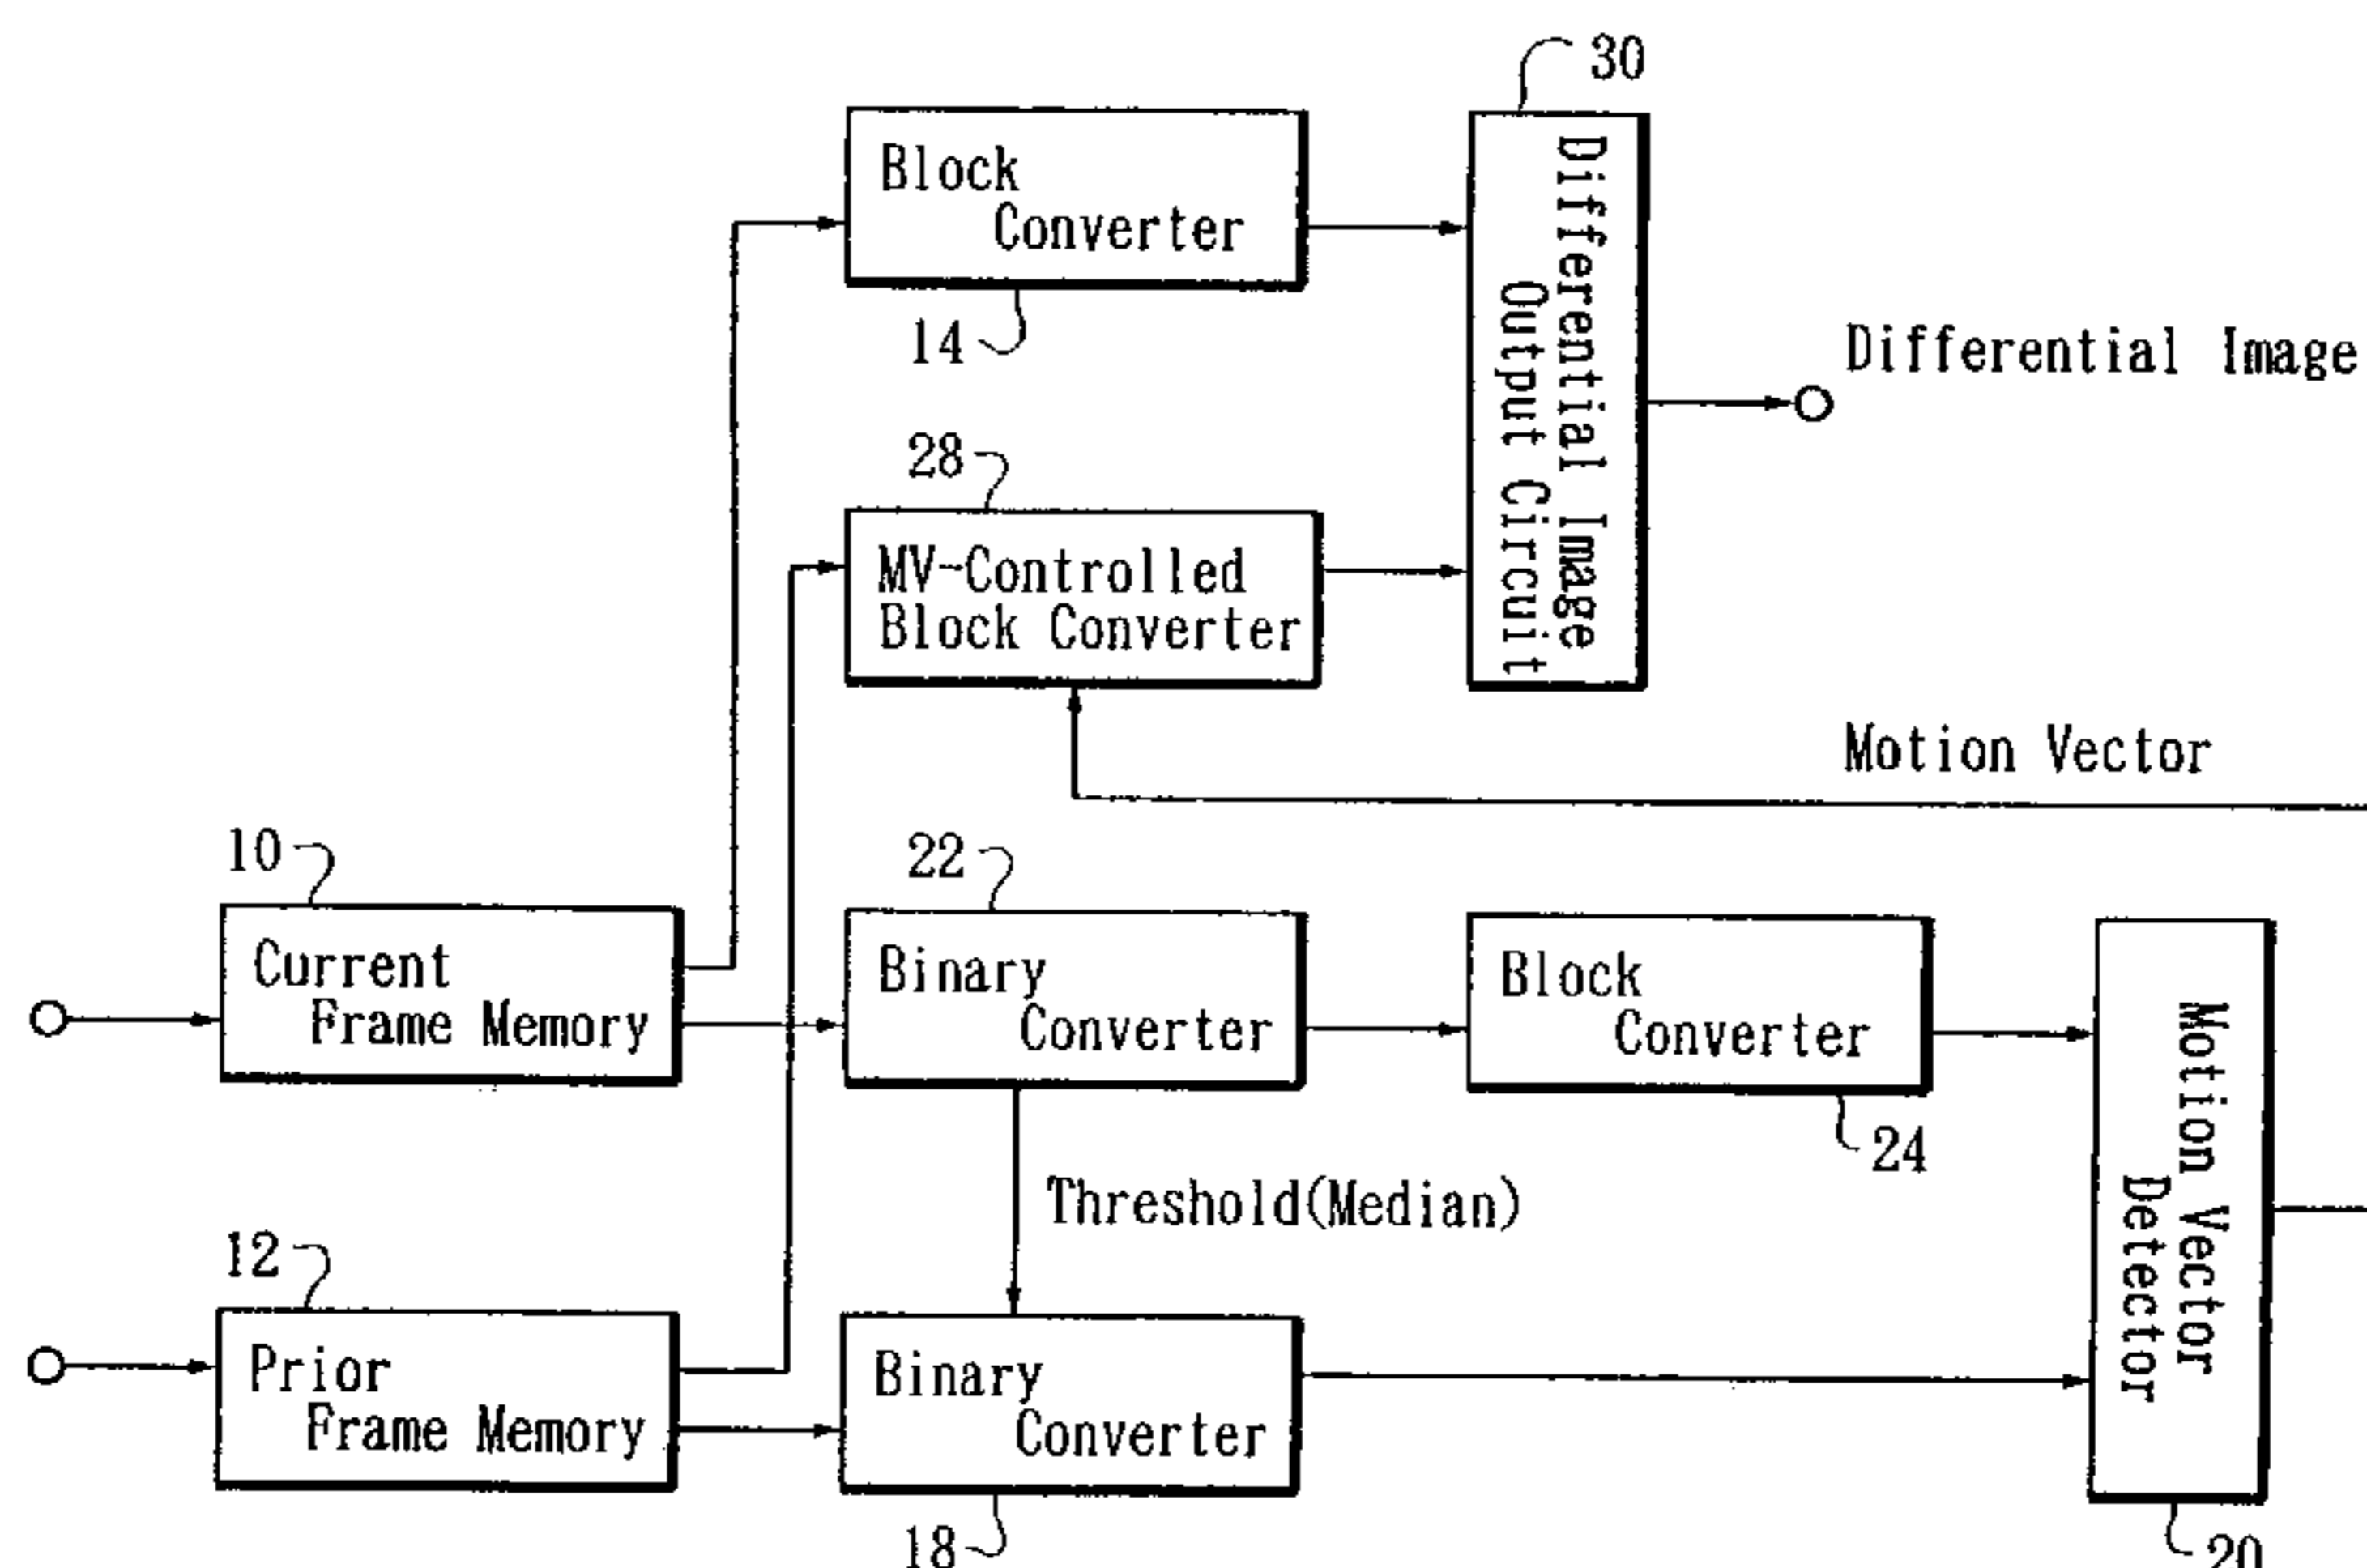 30
Block
Converter
14
Differential Image
Output Circuit
Differential Image
28
MV-Controlled
Block Converter
Motion Vector
10
Current
Frame Memory
22
Binary
Converter
Block
Converter
24
Motion Vector
Detector
Threshold(Median)
12
Prior
Frame Memory
Binary
Converter
18
20